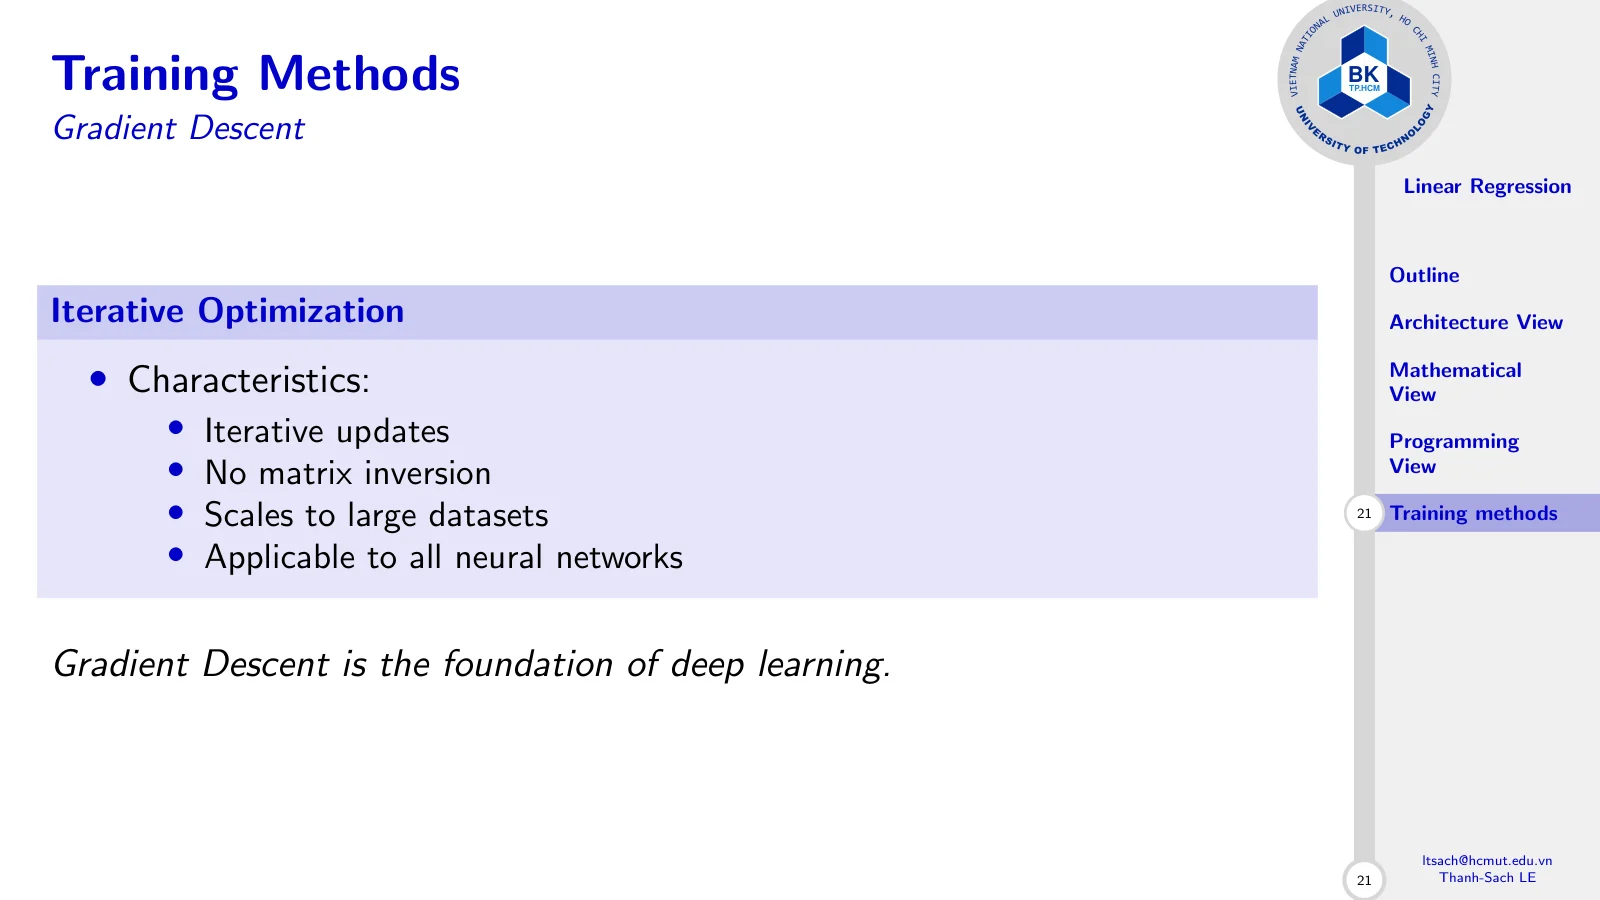 Training Methods
Gradient Descent
Iterative Optimization
Characteristics:
Iterative updates
No matrix inversion
Scales to large datasets
Applicable to all neural networks
Gradient Descent is the foundation of deep learning.
VIETNAM NATIONAL UNIVERSITY, HO CHI MINH CITY
BK
TP.HCM
UNIVERSITY OF TECHNOLOGY
Linear Regression
Outline
Architecture View
Mathematical
View
Programming
View
21 Training methods
ltsach@hcmut.edu.vn
Thanh-Sach LE
21